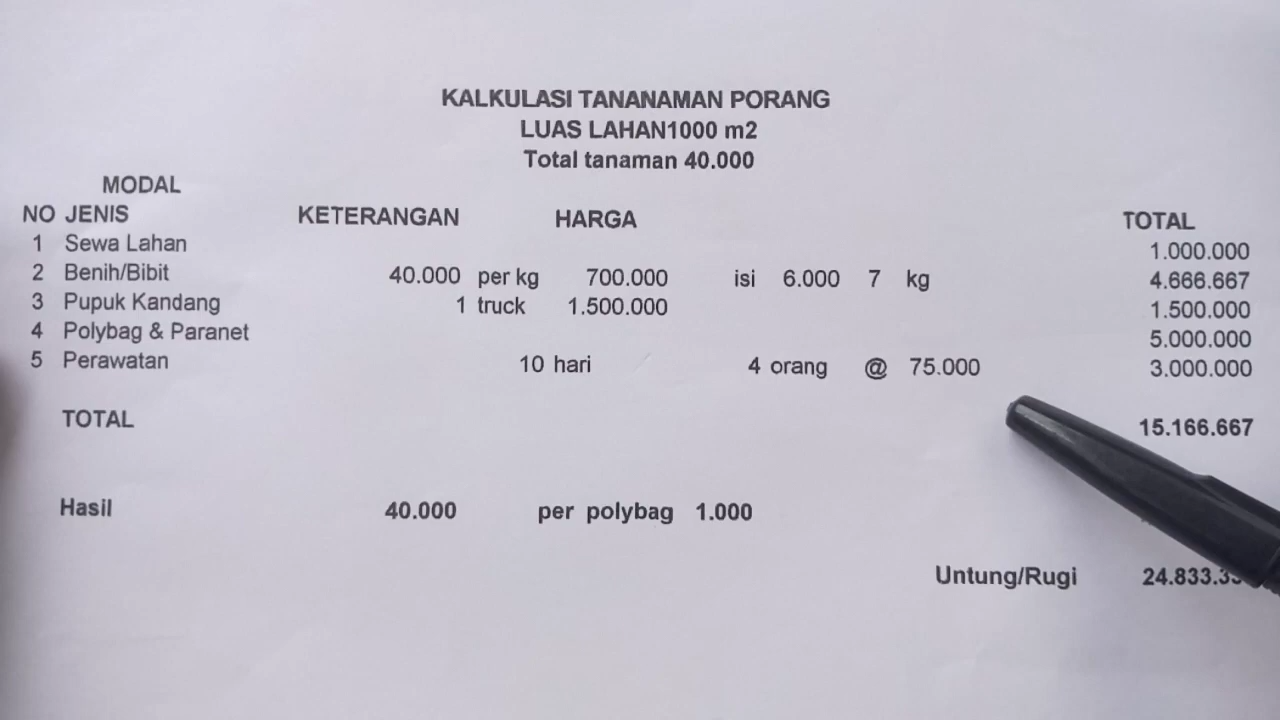 KALKULASI TANANAMAN PORANG
LUAS LAHAN1000 m2
Total tanaman 40.000
MODAL
NO JENIS KETERANGAN HARGA TOTAL
1 Sewa Lahan 1.000.000
2 Benih/Bibit 40.000 per kg 700.000 isi 6.000 7 kg 4.666.667
3 Pupuk Kandang 1 truck 1.500.000 1.500.000
4 Polybag & Paranet 5.000.000
5 Perawatan 10 hari 4 orang @ 75.000 3.000.000
TOTAL 15.166.667
Hasil 40.000 per polybag 1.000
Untung/Rugi